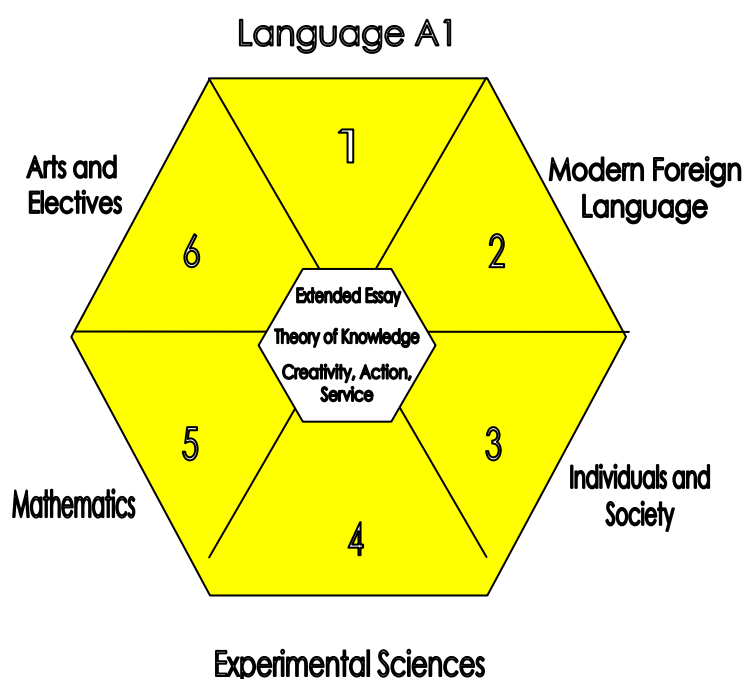 Language A1
1
Arts and
Electives
Modern Foreign
Language
6
2
Extended Essay
Theory of Knowledge
Creativity, Action,
Service
5
3
Mathematics
Individuals and
Society
4
Experimental Sciences